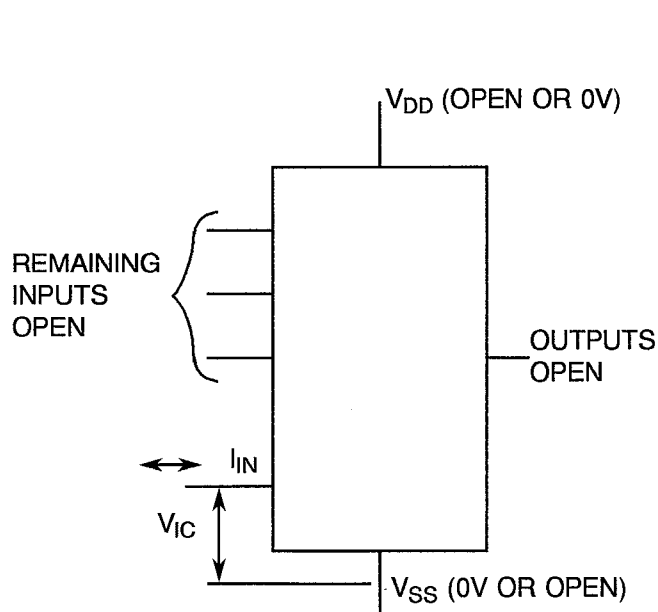 VDD (OPEN OR 0V)
REMAINING
INPUTS
OPEN
OUTPUTS
OPEN
IIN
VIC
VSS (0V OR OPEN)